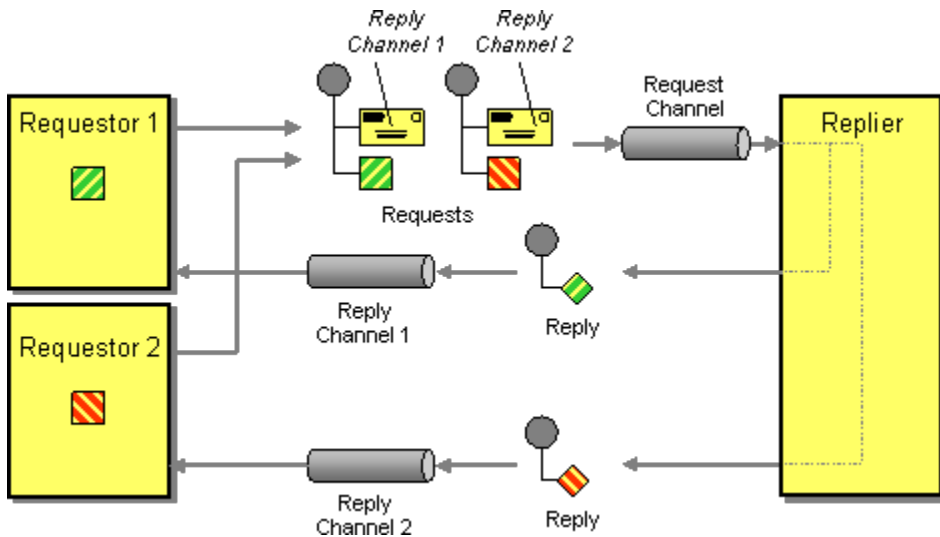 Reply
Channel 1
Reply
Channel 2
Request
Channel
Requestor 1
Replier
Requests
Reply
Channel 1
Reply
Requestor 2
Reply
Channel 2
Reply